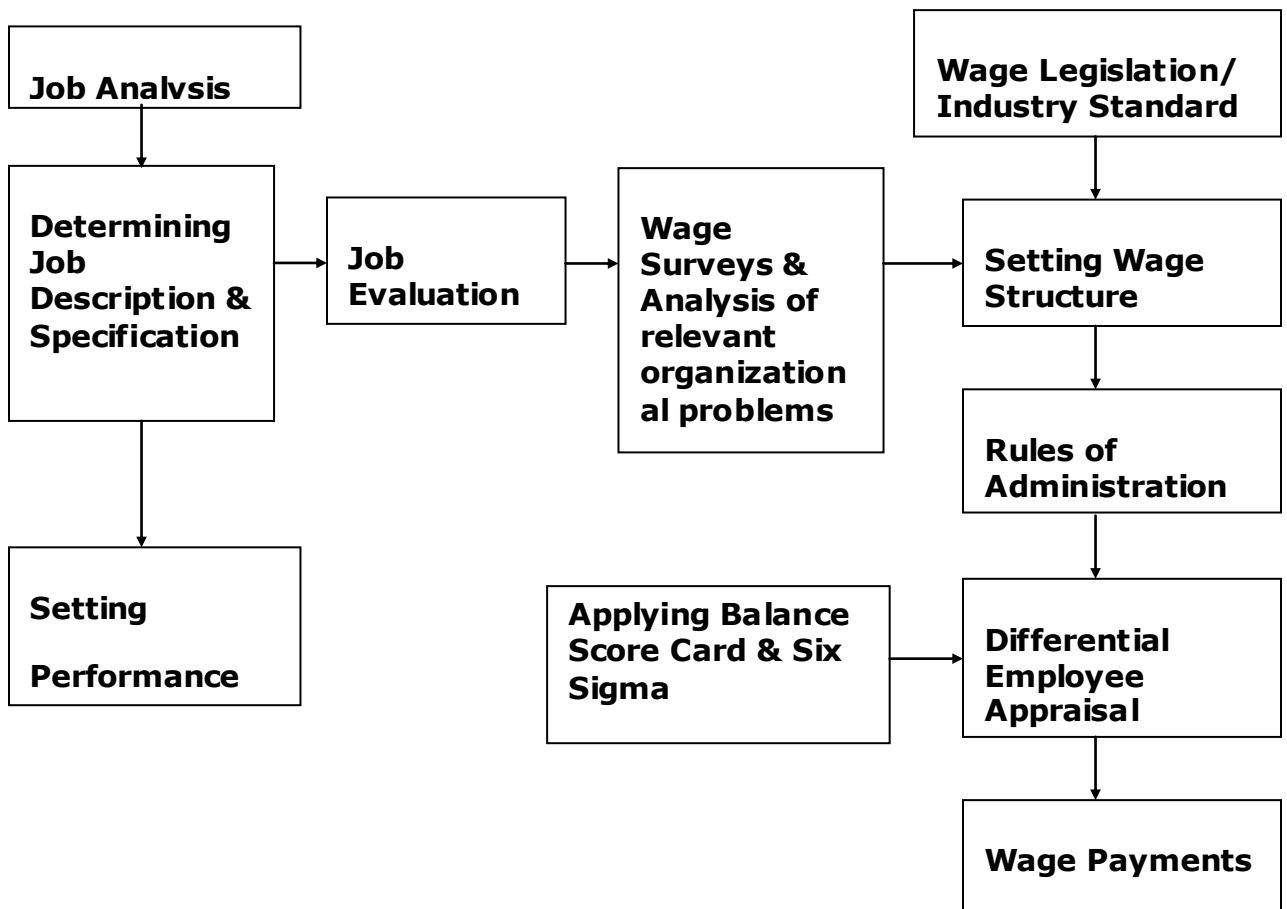 Job Analysis
Wage Legislation/
Industry Standard
Determining
Job
Description &
Specification
Job
Evaluation
Wage
Surveys &
Analysis of
relevant
organization
al problems
Setting Wage
Structure
Rules of
Administration
Setting
Performance
Applying Balance
Score Card & Six
Sigma
Differential
Employee
Appraisal
Wage Payments